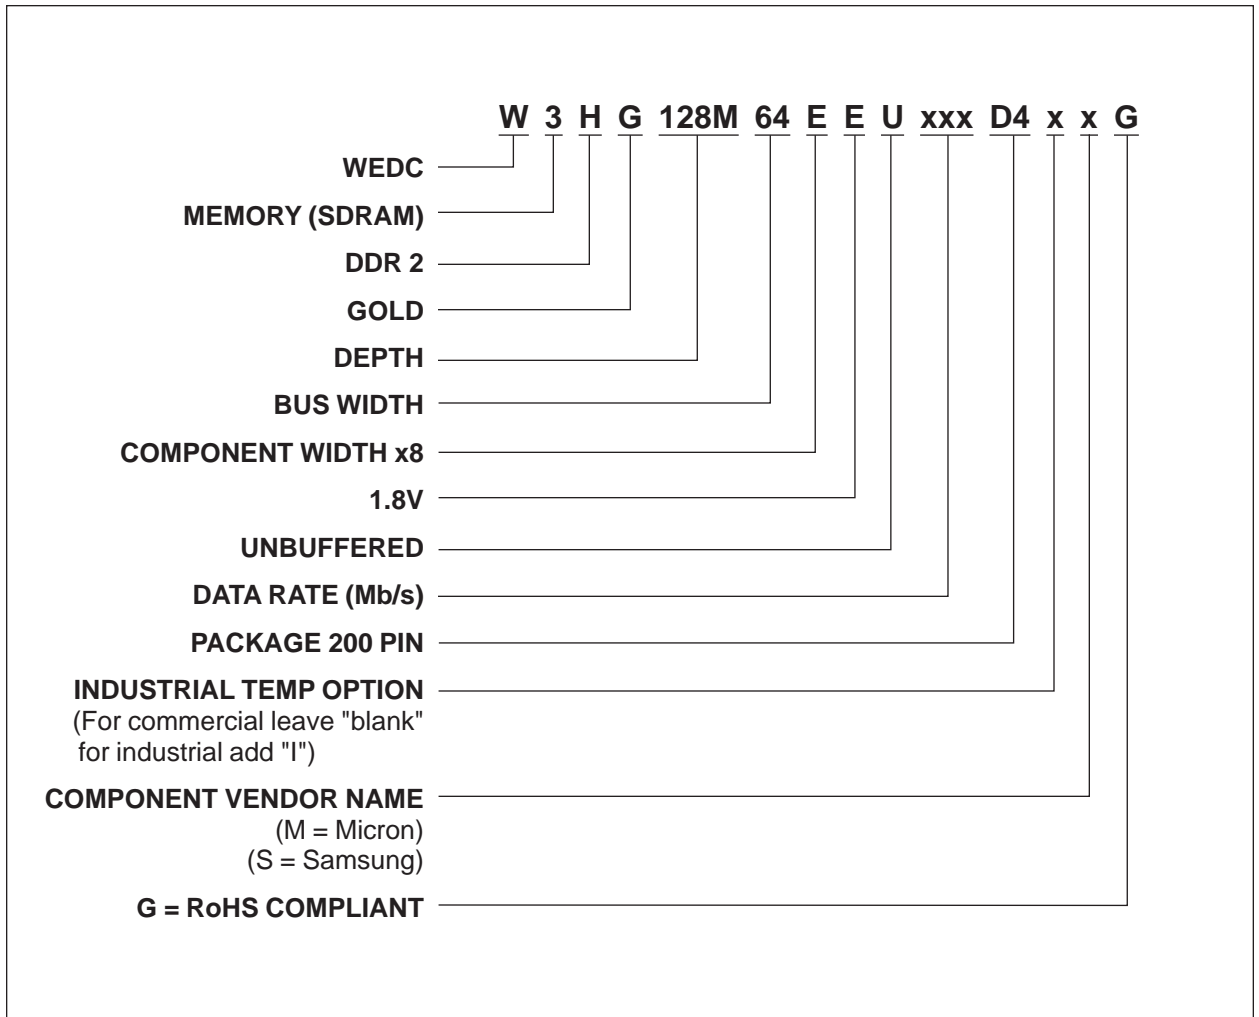 W 3 H G 128M 64 E E U xxx D4 x x G
WEDC
MEMORY (SDRAM)
DDR 2
GOLD
DEPTH
BUS WIDTH
COMPONENT WIDTH x8
1.8V
UNBUFFERED
DATA RATE (Mb/s)
PACKAGE 200 PIN
INDUSTRIAL TEMP OPTION
(For commercial leave "blank"
for industrial add "I")
COMPONENT VENDOR NAME
(M = Micron)
(S = Samsung)
G = RoHS COMPLIANT